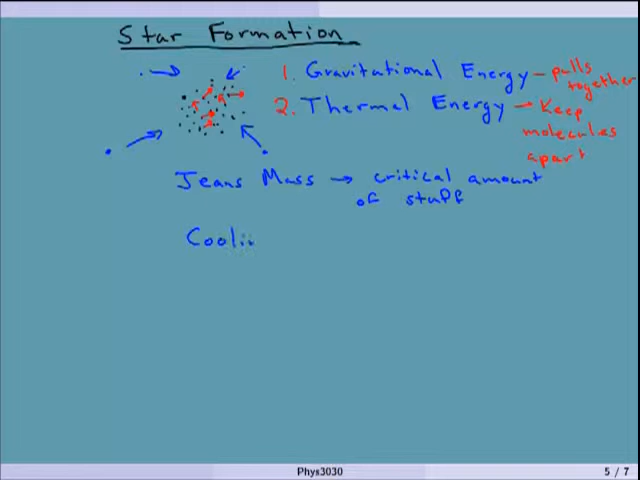 Star Formation
1. Gravitational Energy – pulls together
2. Thermal Energy → Keep molecules apart
Jeans Mass → critical amount of stuff
Cooli
Phys3030
5 / 7